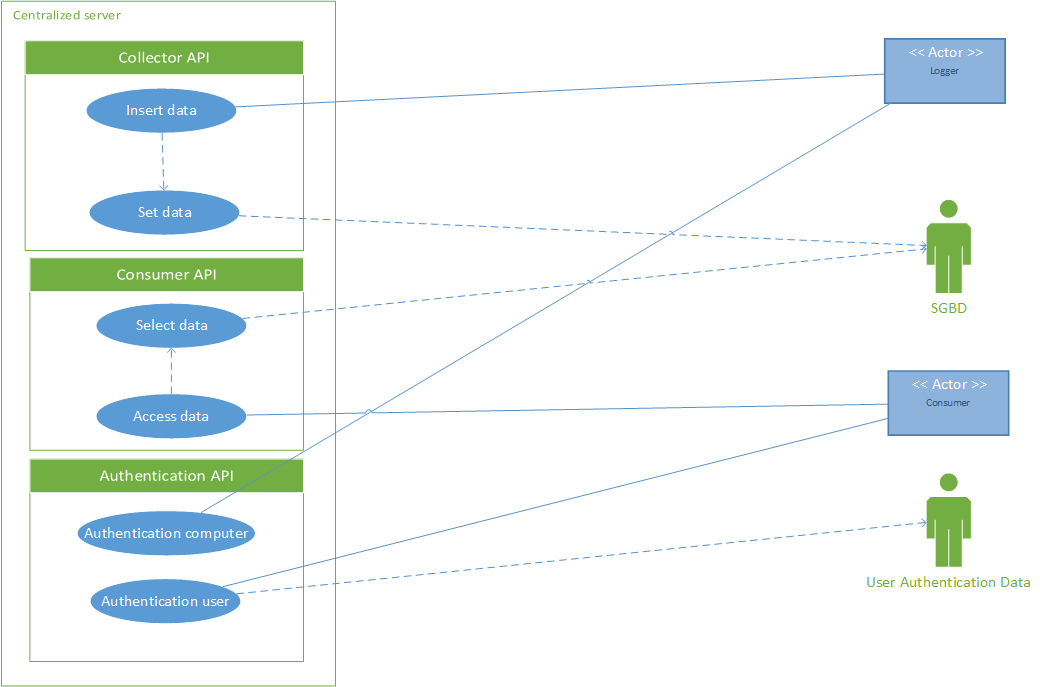 Centralized server
Collector API
Insert data
Set data
Consumer API
Select data
Access data
Authentication API
Authentication computer
Authentication user
<< Actor >>
Logger
SGBD
<< Actor >>
Consumer
User Authentication Data